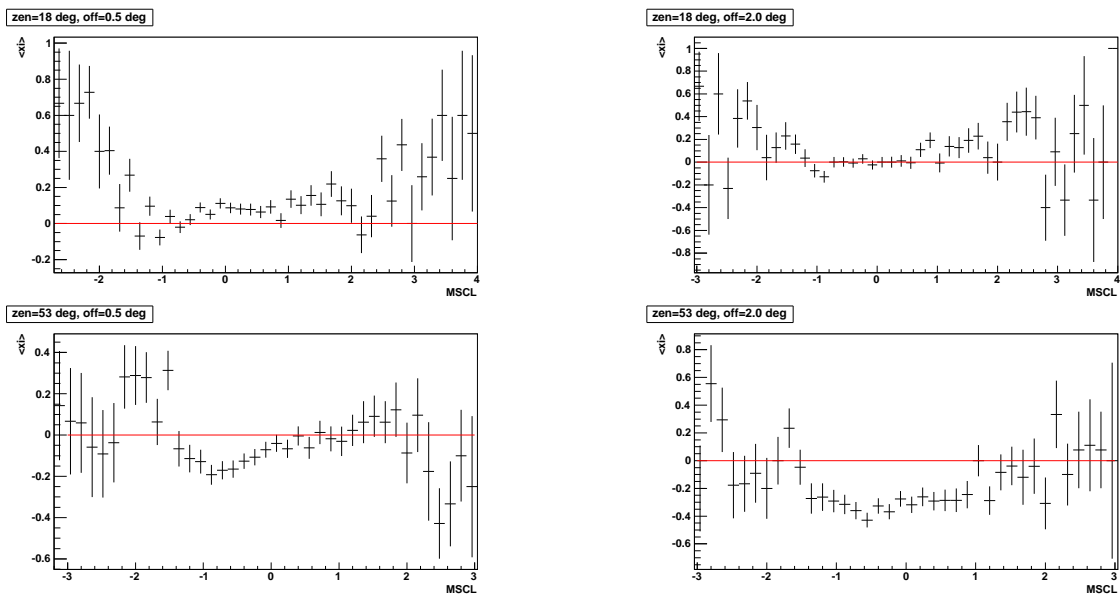 zen=18 deg, off=0.5 deg
<xi>
1
0.8
0.6
0.4
0.2
0
-0.2
-2 -1 0 1 2 3 4
MSCL
zen=18 deg, off=2.0 deg
<xi>
1
0.8
0.6
0.4
0.2
0
-0.2
-0.4
-0.6
-0.8
-3 -2 -1 0 1 2 3 4
MSCL
zen=53 deg, off=0.5 deg
<xi>
0.4
0.2
0
-0.2
-0.4
-0.6
-3 -2 -1 0 1 2 3
MSCL
zen=53 deg, off=2.0 deg
<xi>
0.8
0.6
0.4
0.2
0
-0.2
-0.4
-0.6
-3 -2 -1 0 1 2 3
MSCL